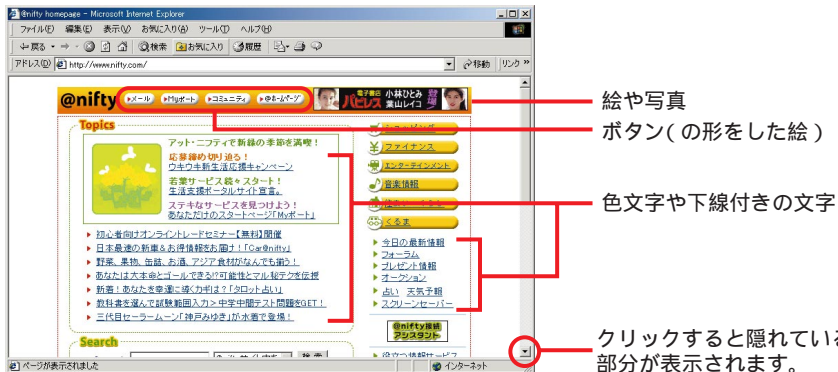 @nifty homepage - Microsoft Internet Explorer
ファイル(F) 編集(E) 表示(V) お気に入り(A) ツール(T) ヘルプ(H)
戻る 検索 お気に入り 履歴
アドレス(D) http://www.nifty.com/ 移動 リンク »
@nifty メール Myポート コミュニティ @ホームページ 電子書店 パピレス 小林ひとみ 葉山レイコ 登場
絵や写真
ボタン( の形をした絵 )
色文字や下線付きの文字
クリックすると隠れている
部分が表示されます。
Topics
アット・ニフティで新緑の季節を満喫!
応募締め切り迫る!
ウキウキ新生活応援キャンペーン
若葉サービス続々スタート!
生活支援ポータルサイト宣言。
ステキなサービスを見つけよう!
あなただけのスタートページ「Myポート」
初心者向けオンライントレードセミナー【無料】開催
日本最速の新車&お得情報をお届け!「Car@nifty」
野菜、果物、缶詰、お酒、アジア食材がなんでも揃う!
あなたは大本命とゴールできる!?可能性とマル秘テクを伝授
新着!あなたを幸運に導くカギは?「タロット占い」
教科書を選んで試験範囲入力>中学中間テスト問題をGET!
三代目セーラームーン「神戸みゆき」が水着で登場!
Search
検索
ショッピング
ファイナンス
エンターテインメント
音楽情報
くるま
今日の最新情報
フォーラム
プレゼント情報
オークション
占い 天気予報
スクリーンセーバー
@nifty接続
アシスタント
役立つ情報サービス
ページが表示されました インターネット